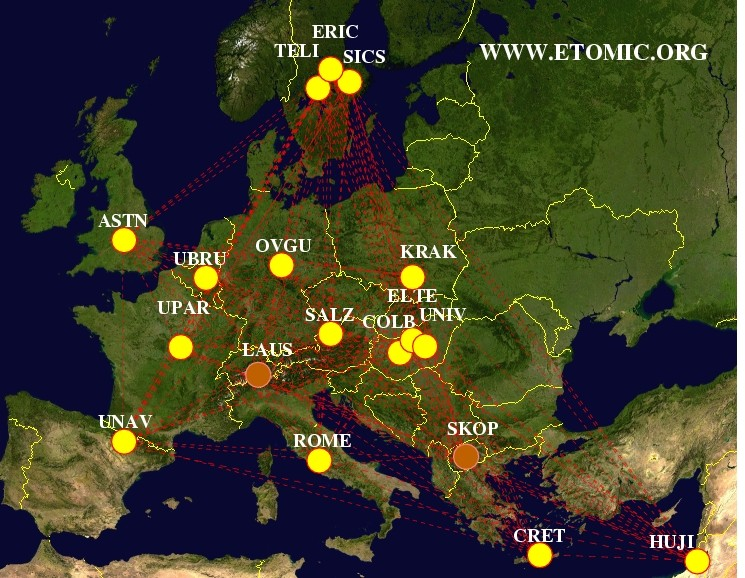 ERIC
TELI
SICS
WWW.ETOMIC.ORG
ASTN
UBRU
OVGU
KRAK
UPAR
ELTE
SALZ
COLB
UNIV
LAUS
UNAV
ROME
SKOP
CRET
HUJI